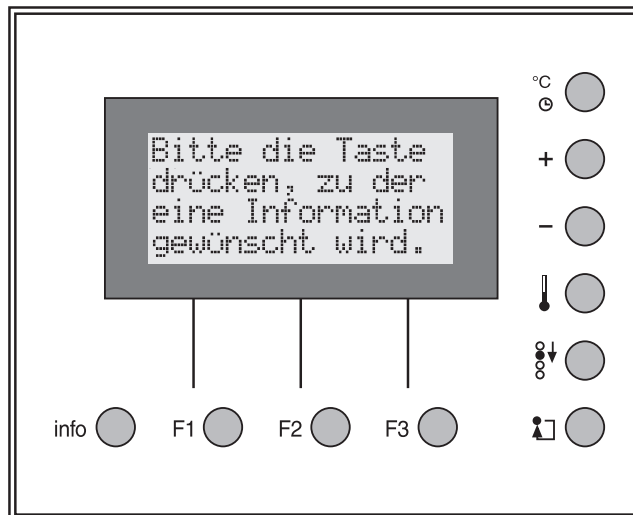 Bitte die Taste
drücken, zu der
eine Information
gewünscht wird.
°C
+
−
info
F1
F2
F3